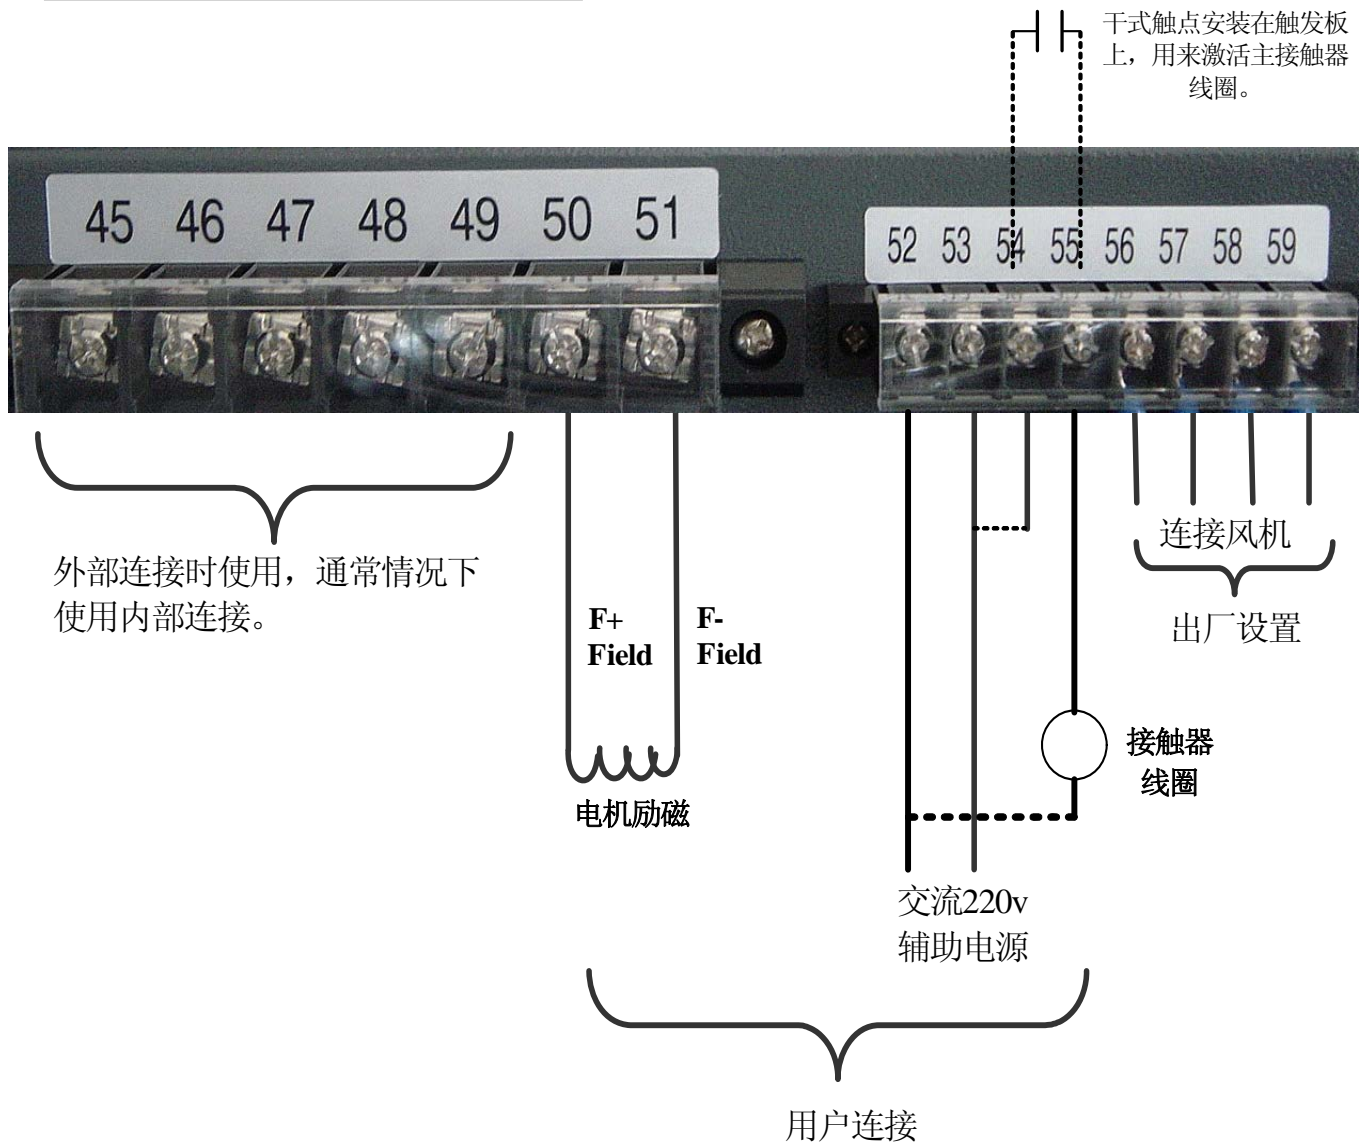 干式触点安装在触发板
上，用来激活主接触器
线圈。
45 46 47 48 49 50 51
52 53 54 55 56 57 58 59
外部连接时使用，通常情况下
使用内部连接。
F+
Field
F-
Field
电机励磁
连接风机
出厂设置
接触器
线圈
交流220v
辅助电源
用户连接